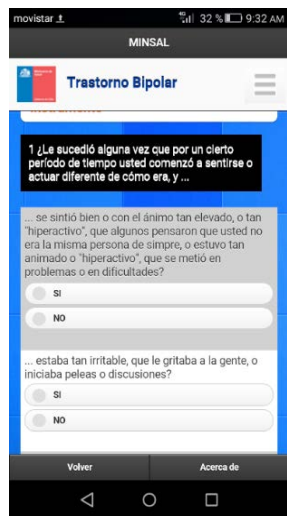 movistar 32 % 9:32 AM
MINSAL
Trastorno Bipolar
1 ¿Le sucedió alguna vez que por un cierto
período de tiempo usted comenzó a sentirse o
actuar diferente de cómo era, y ...
... se sintió bien o con el ánimo tan elevado, o tan
"hiperactivo", que algunos pensaron que usted no
era la misma persona de simpre, o estuvo tan
animado o "hiperactivo", que se metió en
problemas o en dificultades?
SI
NO
... estaba tan irritable, que le gritaba a la gente, o
iniciaba peleas o discusiones?
SI
NO
Volver Acerca de